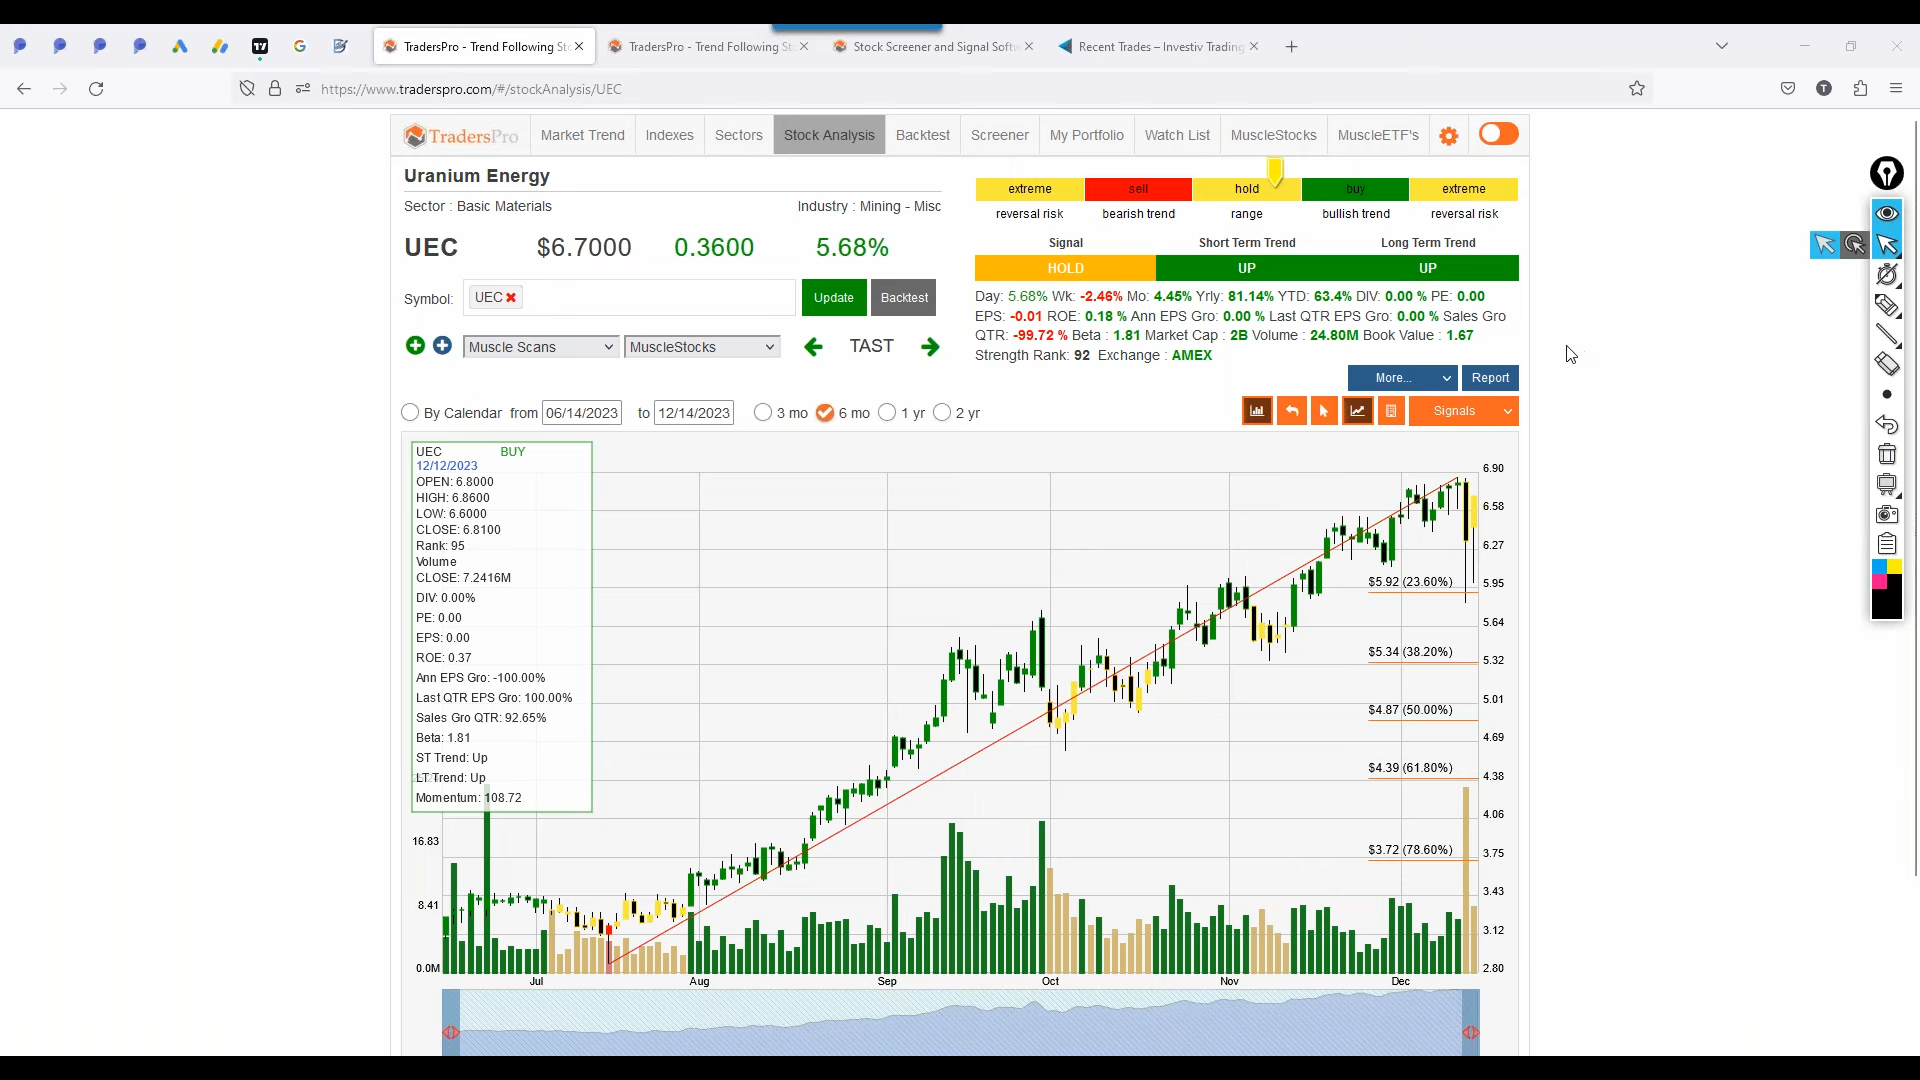 TradersPro - Trend Following Sto
TradersPro - Trend Following Sto
Stock Screener and Signal Softw
Recent Trades – Investiv Trading
https://www.traderspro.com/#/stockAnalysis/UEC
TradersPro
Market Trend
Indexes
Sectors
Stock Analysis
Backtest
Screener
My Portfolio
Watch List
MuscleStocks
MuscleETF's
Uranium Energy
Sector : Basic Materials
Industry : Mining - Misc
UEC $6.7000 0.3600 5.68%
Symbol: UEC Update Backtest
Muscle Scans MuscleStocks TAST
extreme sell hold buy extreme
reversal risk bearish trend range bullish trend reversal risk
Signal Short Term Trend Long Term Trend
HOLD UP UP
Day: 5.68% Wk: -2.46% Mo: 4.45% Yrly: 81.14% YTD: 63.4% DIV: 0.00 % PE: 0.00
EPS: -0.01 ROE: 0.18 % Ann EPS Gro: 0.00 % Last QTR EPS Gro: 0.00 % Sales Gro
QTR: -99.72 % Beta : 1.81 Market Cap : 2B Volume : 24.80M Book Value : 1.67
Strength Rank: 92 Exchange : AMEX
More... Report
By Calendar from 06/14/2023 to 12/14/2023 3 mo 6 mo 1 yr 2 yr
Signals
UEC BUY
12/12/2023
OPEN: 6.8000
HIGH: 6.8600
LOW: 6.6000
CLOSE: 6.8100
Rank: 95
Volume
CLOSE: 7.2416M
DIV: 0.00%
PE: 0.00
EPS: 0.00
ROE: 0.37
Ann EPS Gro: -100.00%
Last QTR EPS Gro: 100.00%
Sales Gro QTR: 92.65%
Beta: 1.81
ST Trend: Up
LT Trend: Up
Momentum: 108.72
16.83
8.41
0.0M
$5.92 (23.60%)
$5.34 (38.20%)
$4.87 (50.00%)
$4.39 (61.80%)
$3.72 (78.60%)
6.90
6.58
6.27
5.95
5.64
5.32
5.01
4.69
4.38
4.06
3.75
3.43
3.12
2.80
Jul Aug Sep Oct Nov Dec